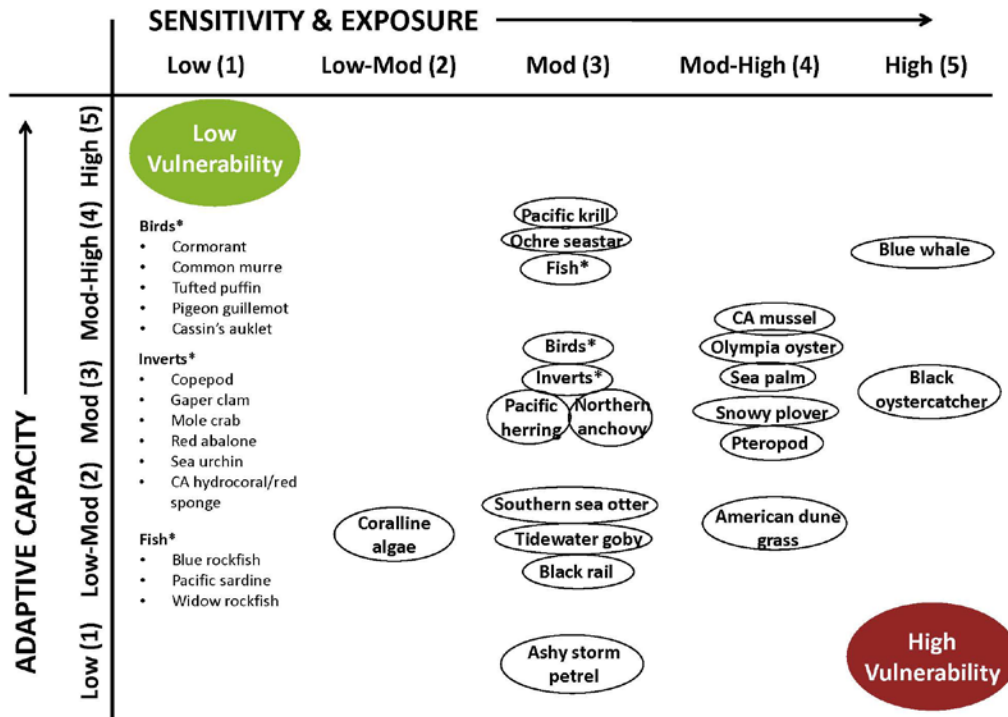 SENSITIVITY & EXPOSURE
Low (1)
Low-Mod (2)
Mod (3)
Mod-High (4)
High (5)
ADAPTIVE CAPACITY
High (5)
Mod-High (4)
Mod (3)
Low-Mod (2)
Low (1)
Low
Vulnerability
Birds*
• Cormorant
• Common murre
• Tufted puffin
• Pigeon guillemot
• Cassin's auklet
Inverts*
• Copepod
• Gaper clam
• Mole crab
• Red abalone
• Sea urchin
• CA hydrocoral/red
sponge
Fish*
• Blue rockfish
• Pacific sardine
• Widow rockfish
Coralline
algae
Pacific krill
Ochre seastar
Fish*
Birds*
Inverts*
Pacific
herring
Northern
anchovy
Southern sea otter
Tidewater goby
Black rail
Ashy storm
petrel
CA mussel
Olympia oyster
Sea palm
Snowy plover
Pteropod
American dune
grass
Blue whale
Black
oystercatcher
High
Vulnerability